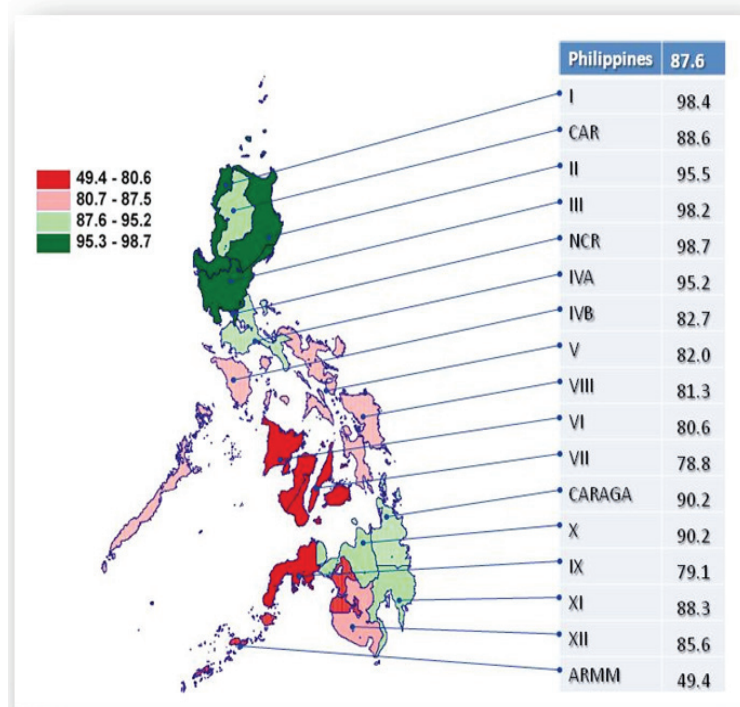 Philippines 87.6
I 98.4
CAR 88.6
II 95.5
III 98.2
NCR 98.7
IVA 95.2
IVB 82.7
V 82.0
VIII 81.3
VI 80.6
VII 78.8
CARAGA 90.2
X 90.2
IX 79.1
XI 88.3
XII 85.6
ARMM 49.4
49.4 - 80.6
80.7 - 87.5
87.6 - 95.2
95.3 - 98.7